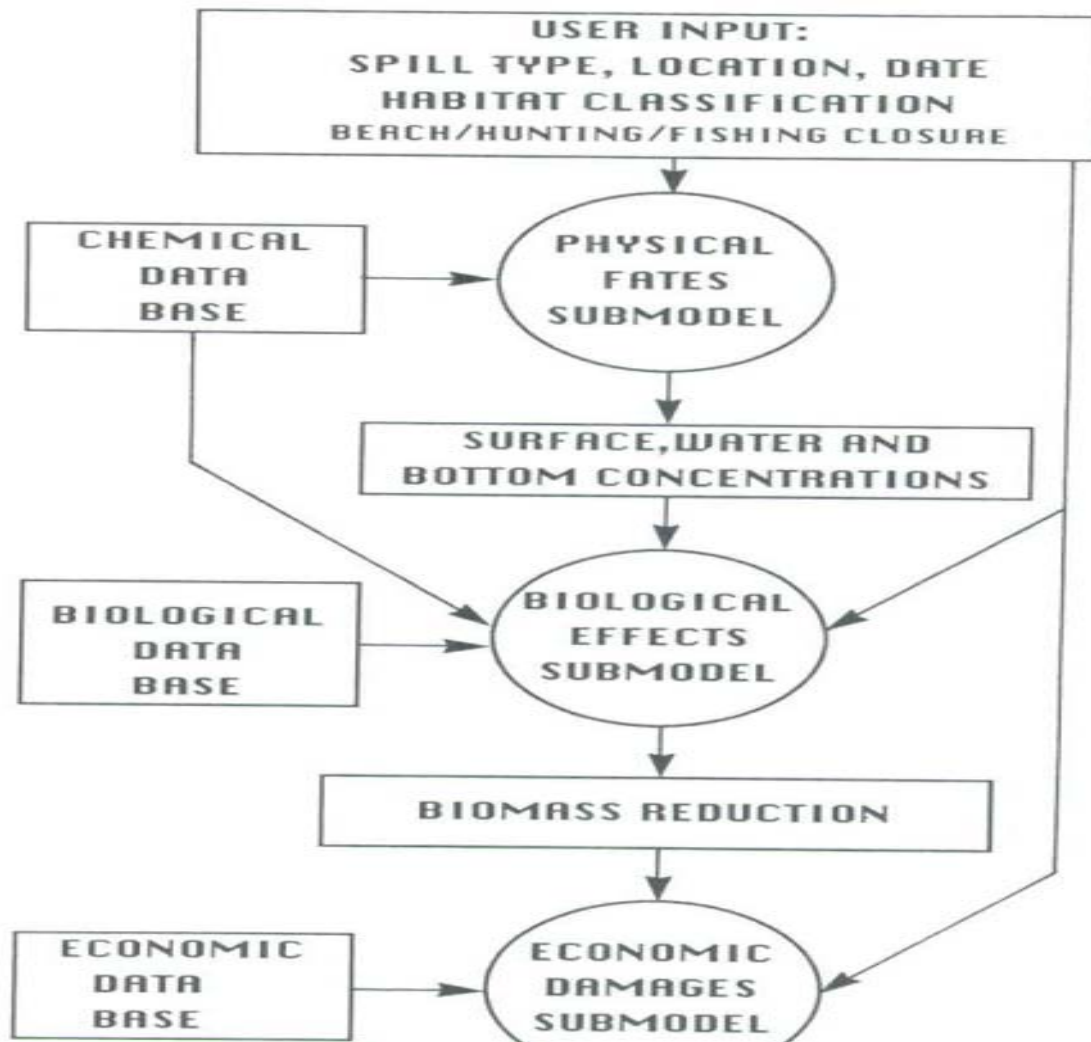 USER INPUT:
SPILL TYPE, LOCATION, DATE
HABITAT CLASSIFICATION
BEACH/HUNTING/FISHING CLOSURE
CHEMICAL
DATA
BASE
PHYSICAL
FATES
SUBMODEL
SURFACE,WATER AND
BOTTOM CONCENTRATIONS
BIOLOGICAL
DATA
BASE
BIOLOGICAL
EFFECTS
SUBMODEL
BIOMASS REDUCTION
ECONOMIC
DATA
BASE
ECONOMIC
DAMAGES
SUBMODEL